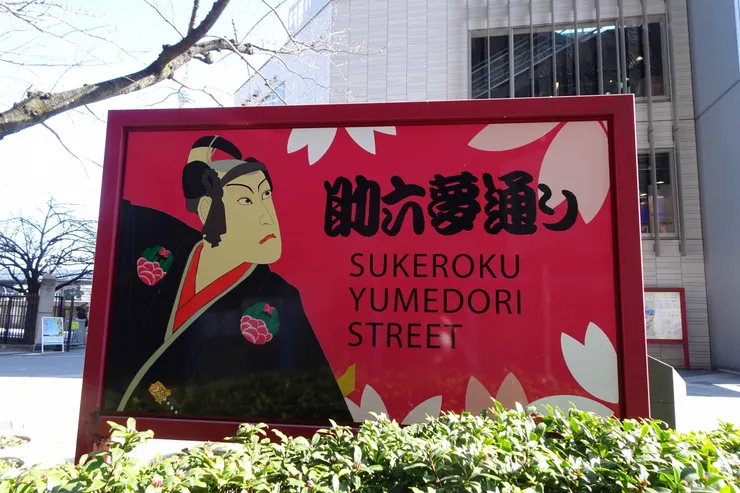 助六夢通り
SUKEROKU
YUMEDORI
STREET